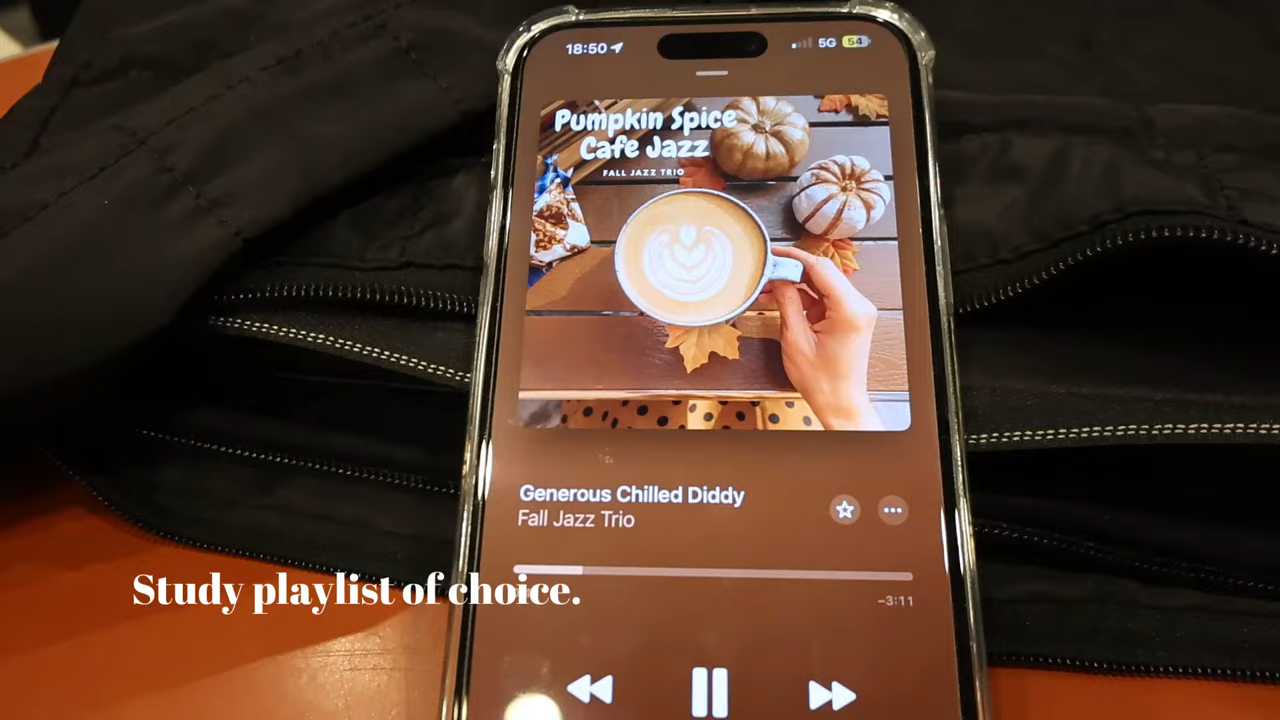 18:50
5G
54
Pumpkin Spice
Cafe Jazz
FALL JAZZ TRIO
Generous Chilled Diddy
Fall Jazz Trio
Study playlist of choice.
-3:11